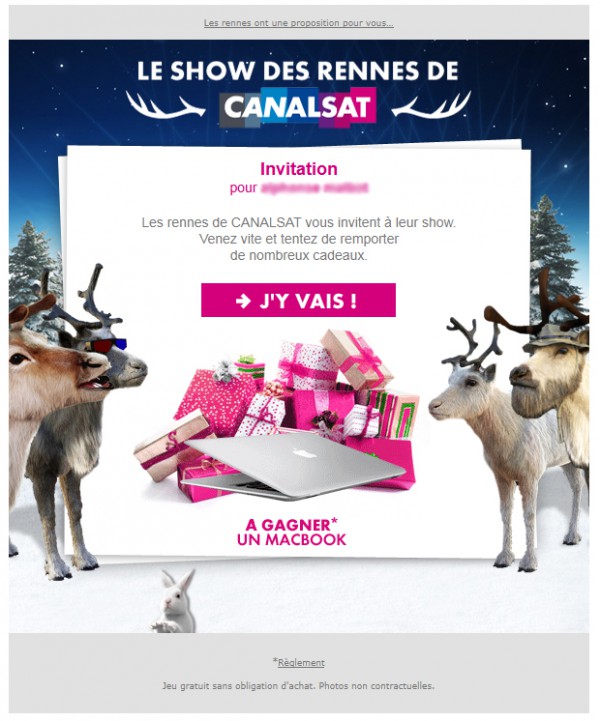 Les rennes ont une proposition pour vous...
LE SHOW DES RENNES DE
CANALSAT
Invitation
pour
Les rennes de CANALSAT vous invitent à leur show.
Venez vite et tentez de remporter
de nombreux cadeaux.
➔ J'Y VAIS !
A GAGNER*
UN MACBOOK
*Règlement
Jeu gratuit sans obligation d'achat. Photos non contractuelles.